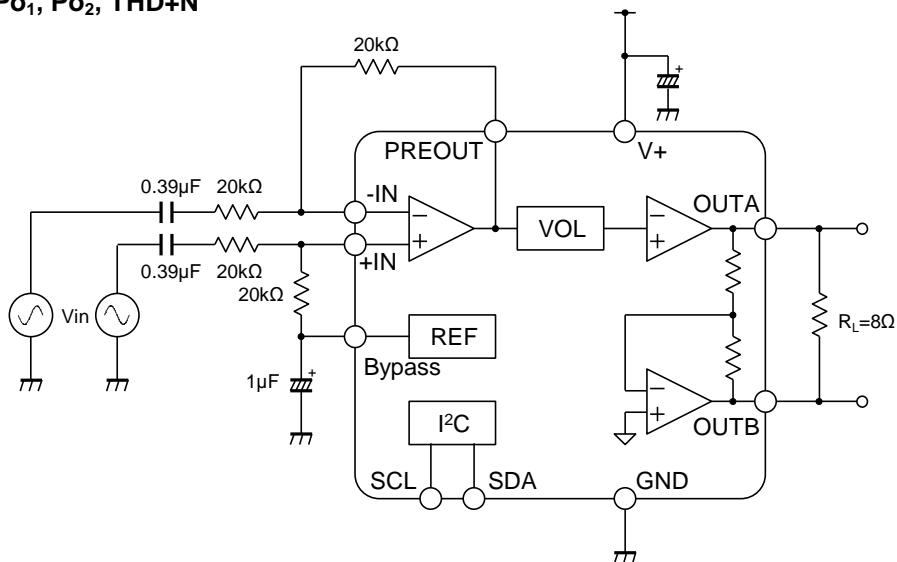 Po₁, Po₂, THD+N
20kΩ
PREOUT
V+
+
0.39µF 20kΩ
-IN
OUTA
VOL
+IN
0.39µF 20kΩ
20kΩ
Vin
REF
R_L=8Ω
Bypass
1µF
+
I²C
OUTB
SCL
SDA
GND